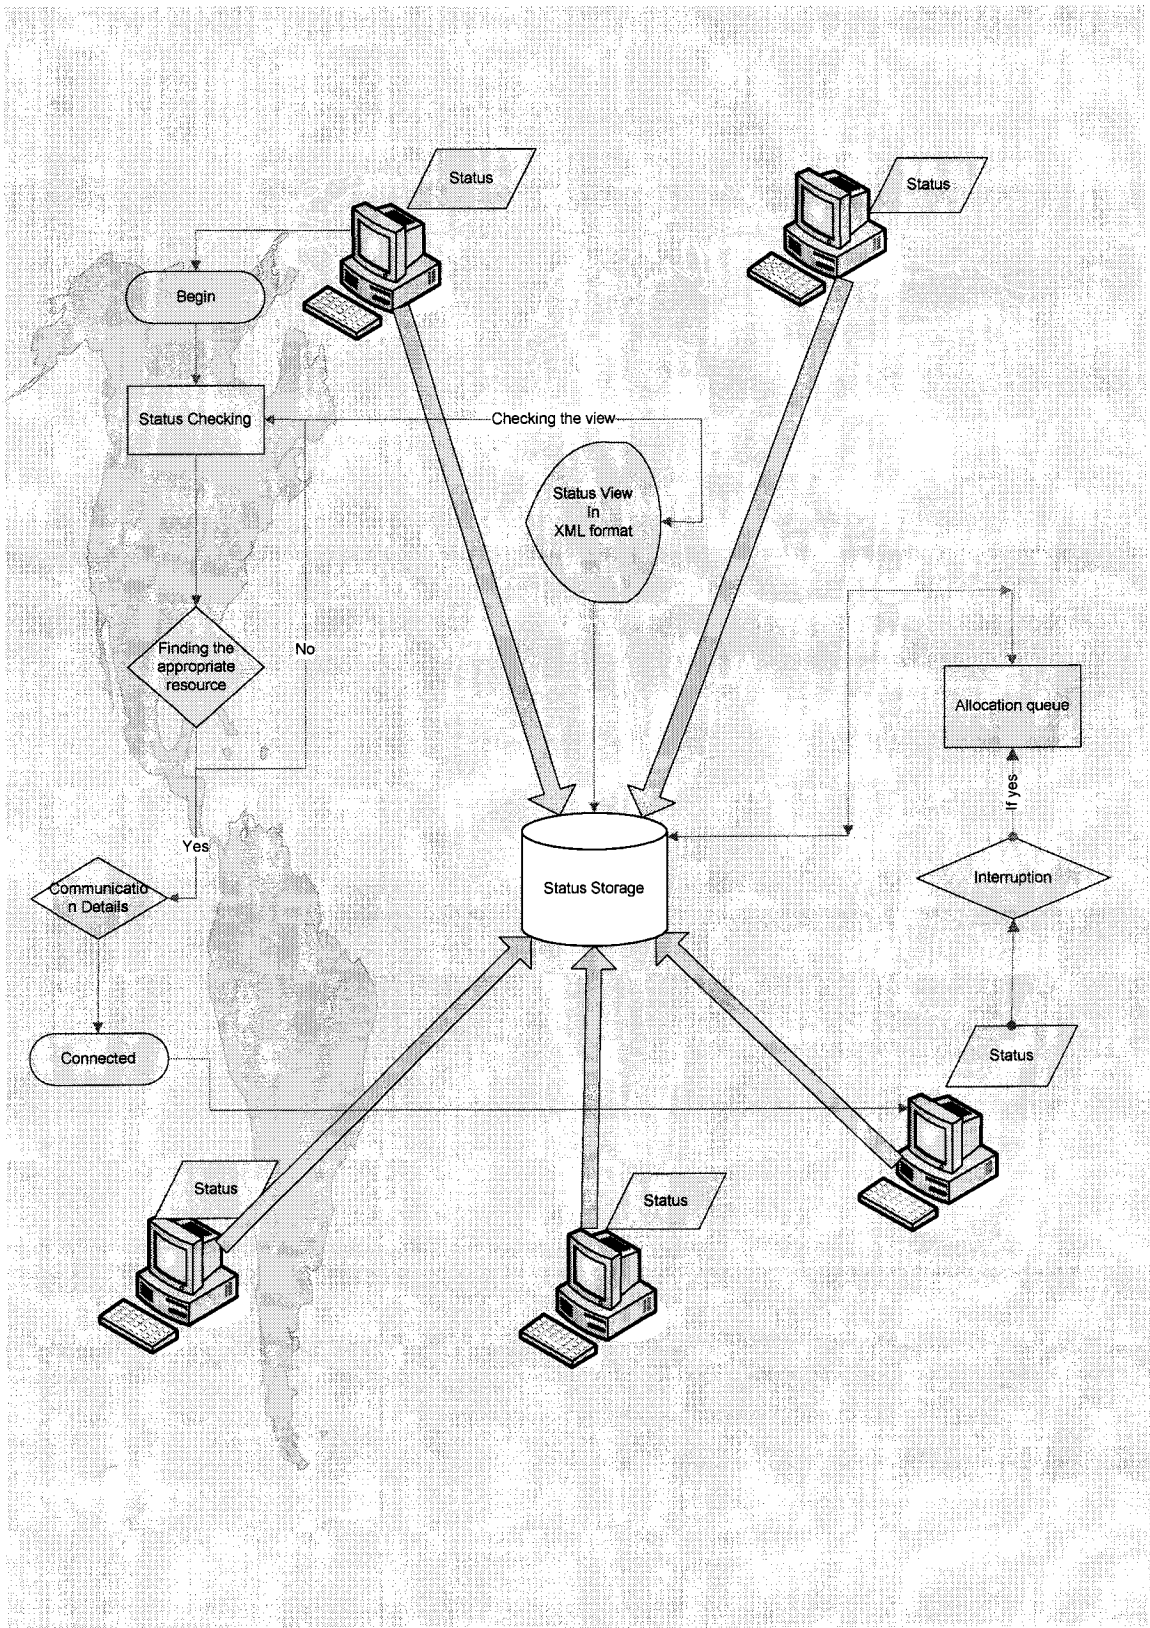 Status
Status
Begin
Status Checking
Checking the view
Status View
In
XML format
Finding the
appropriate
resource
No
Allocation queue
If yes
Yes
Status Storage
Interruption
Communicatio
n Details
Connected
Status
Status
Status